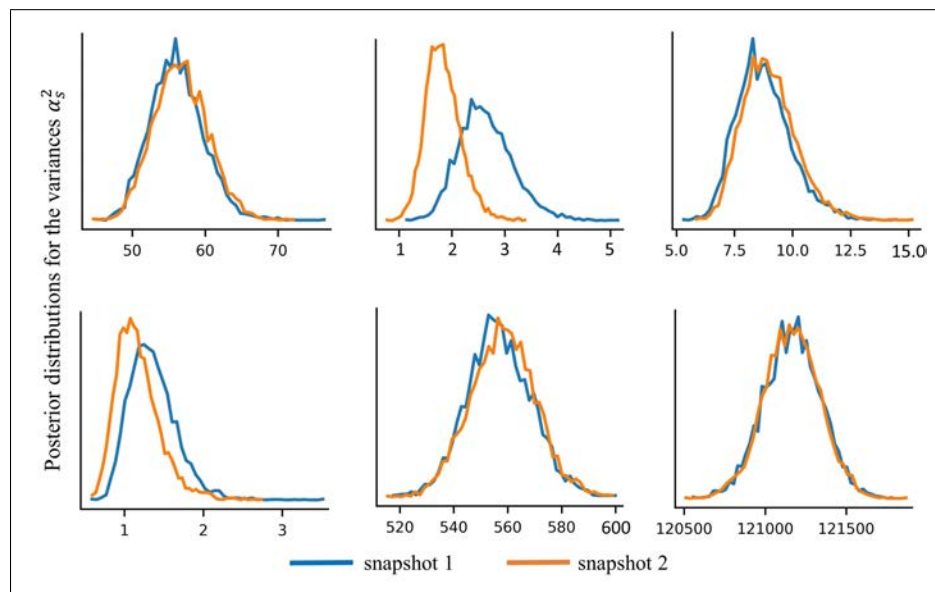 Posterior distributions for the variances α_s^2
50 60 70
1 2 3 4 5
5.0 7.5 10.0 12.5 15.0
1 2 3
520 540 560 580 600
120500 121000 121500
snapshot 1 snapshot 2